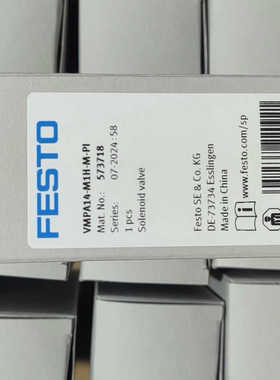 FESTO
VMPA14-M1H-M-PI
Mat. No.: 573718
Series: 07-2024 : S8
1 pcs
Solenoid valve
Festo SE & Co. KG
DE-73734 Esslingen
Made in China
www.festo.com/sp